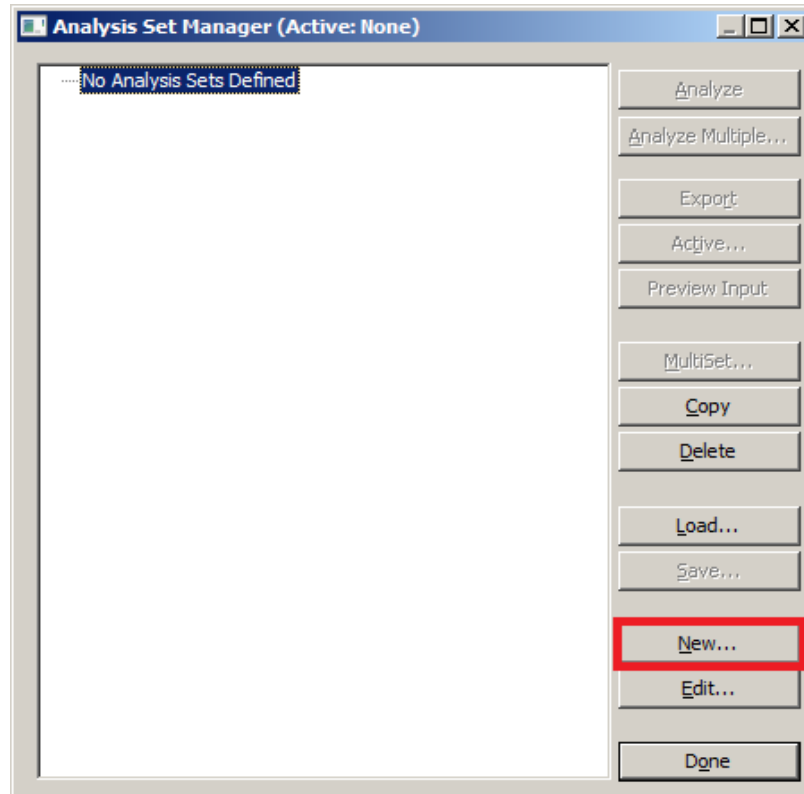 Analysis Set Manager (Active: None)
No Analysis Sets Defined
Analyze
Analyze Multiple...
Export
Active...
Preview Input
MultiSet...
Copy
Delete
Load...
Save...
New...
Edit...
Done